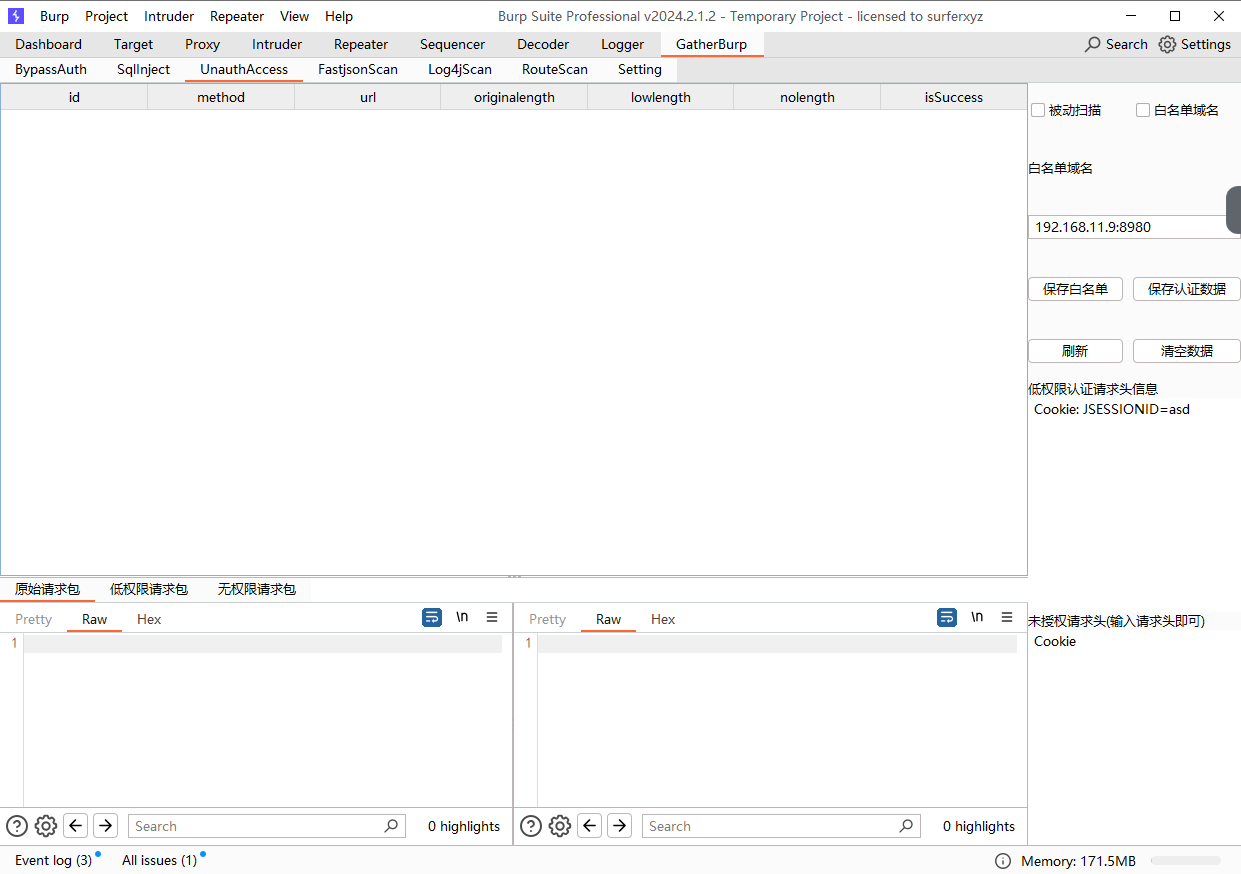 Burp Project Intruder Repeater View Help Burp Suite Professional v2024.2.1.2 - Temporary Project - licensed to surferxyz
Dashboard Target Proxy Intruder Repeater Sequencer Decoder Logger GatherBurp Search Settings
BypassAuth SqlInject UnauthAccess FastjsonScan Log4jScan RouteScan Setting
id method url originalength lowlength nolength isSuccess
被动扫描 白名单域名
白名单域名
192.168.11.9:8980
保存白名单 保存认证数据
刷新 清空数据
低权限认证请求头信息
Cookie: JSESSIONID=asd
原始请求包 低权限请求包 无权限请求包
Pretty Raw Hex \n Pretty Raw Hex \n
未授权请求头(输入请求头即可)
1 1
Cookie
Search 0 highlights Search 0 highlights
Event log (3) All issues (1) Memory: 171.5MB